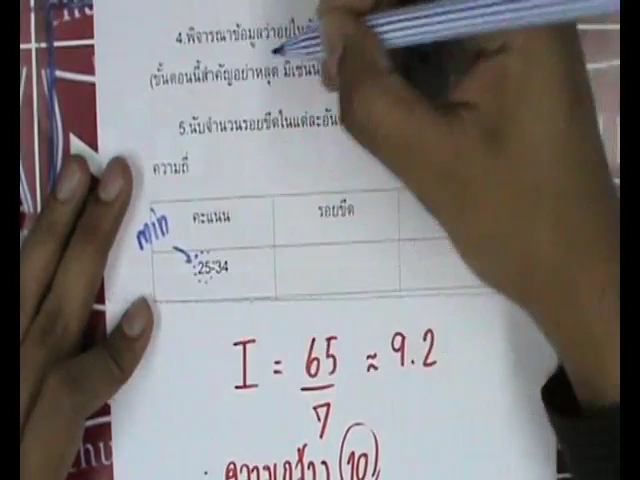 4.พิจารณาข้อมูลว่าอยู่ใน
(ขั้นตอนนี้สำคัญอย่าหลุด มิเช่นน
5.นับจำนวนรอยขีดในแต่ละอัน
ความถี่
คะแนน รอยขีด
min
25-34
I = 65/7 ≈ 9.2
∴ ความกว้าง 10